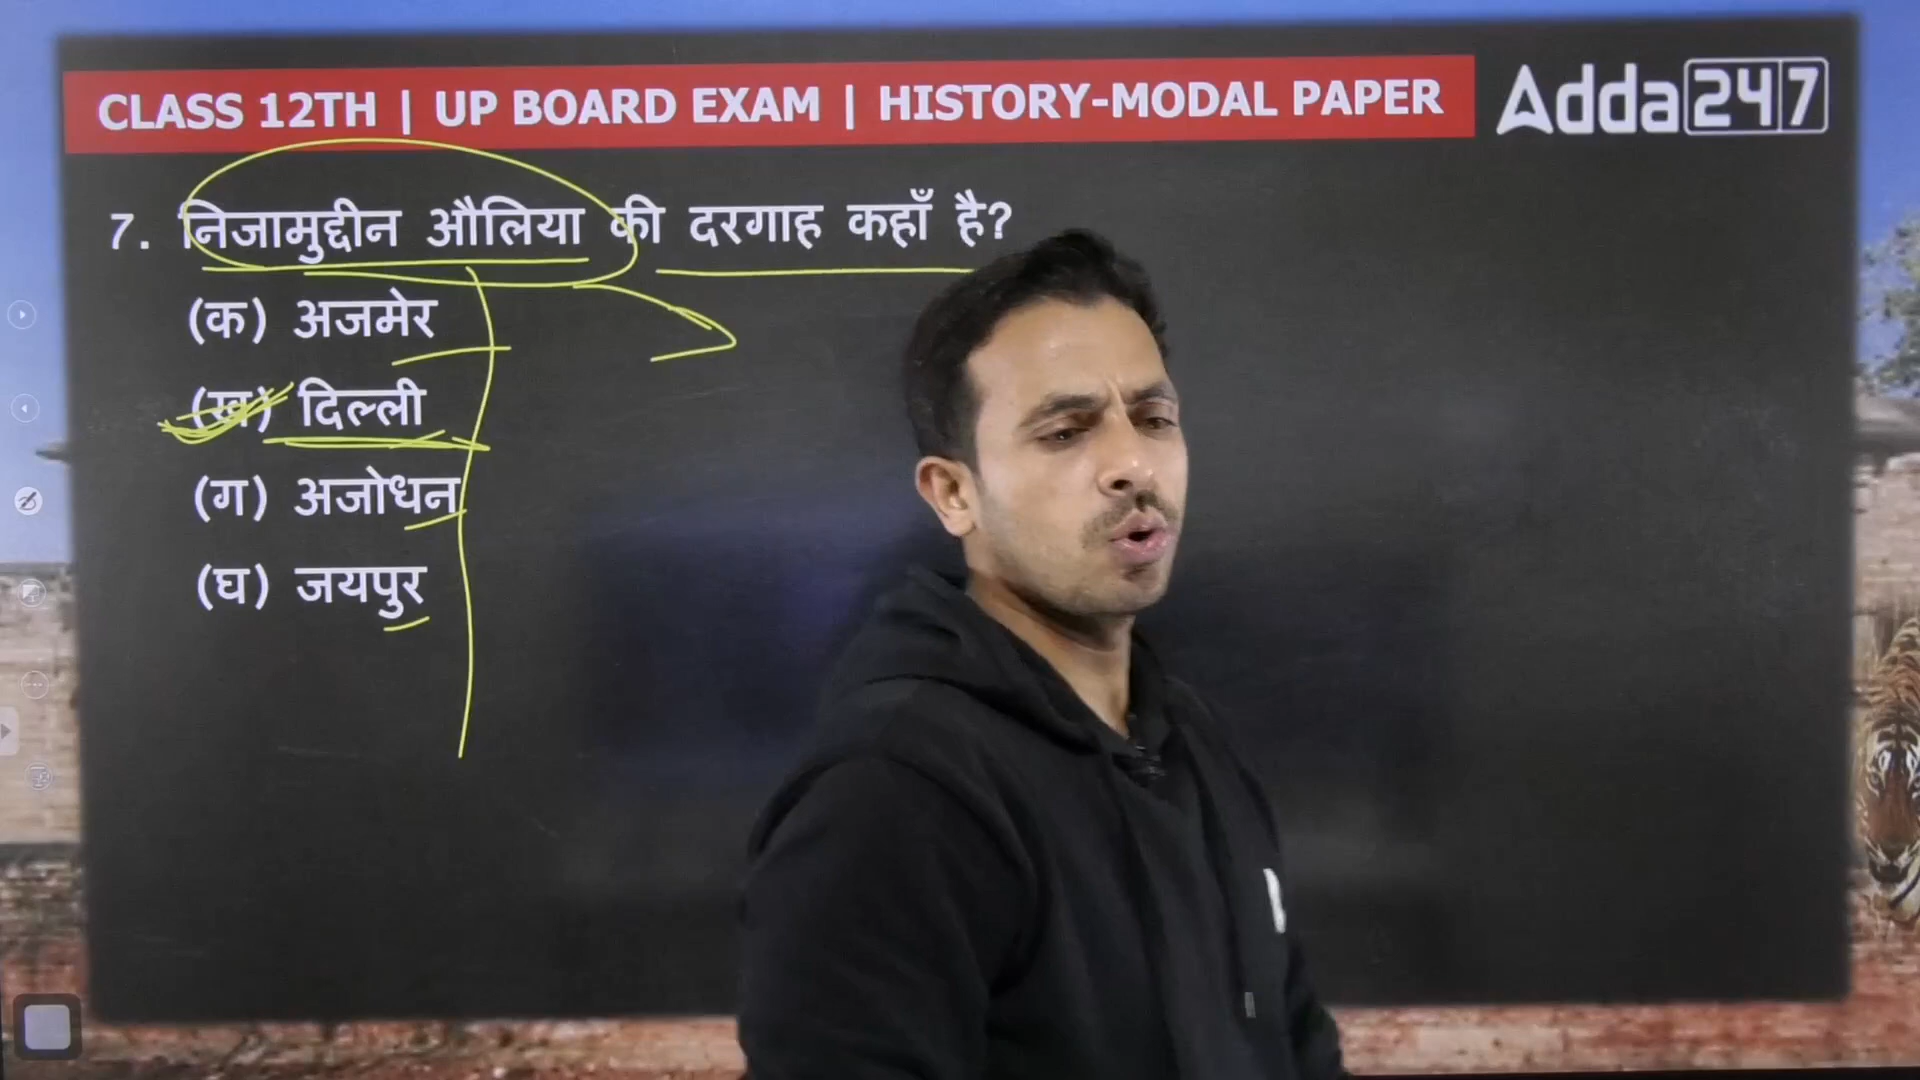 CLASS 12TH | UP BOARD EXAM | HISTORY-MODAL PAPER
Adda247
7. निजामुद्दीन औलिया की दरगाह कहाँ है?
(क) अजमेर
(ख) दिल्ली
(ग) अजोधन
(घ) जयपुर